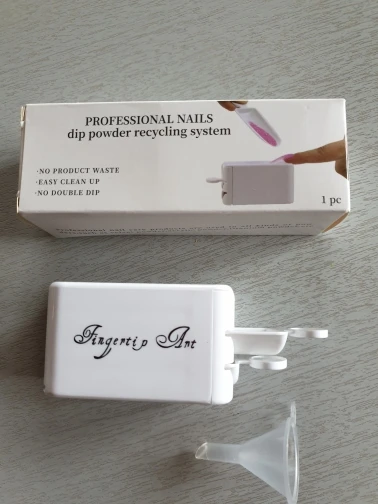 PROFESSIONAL NAILS
dip powder recycling system
·NO PRODUCT WASTE
·EASY CLEAN UP
·NO DOUBLE DIP
1 pc
Fingertip Art